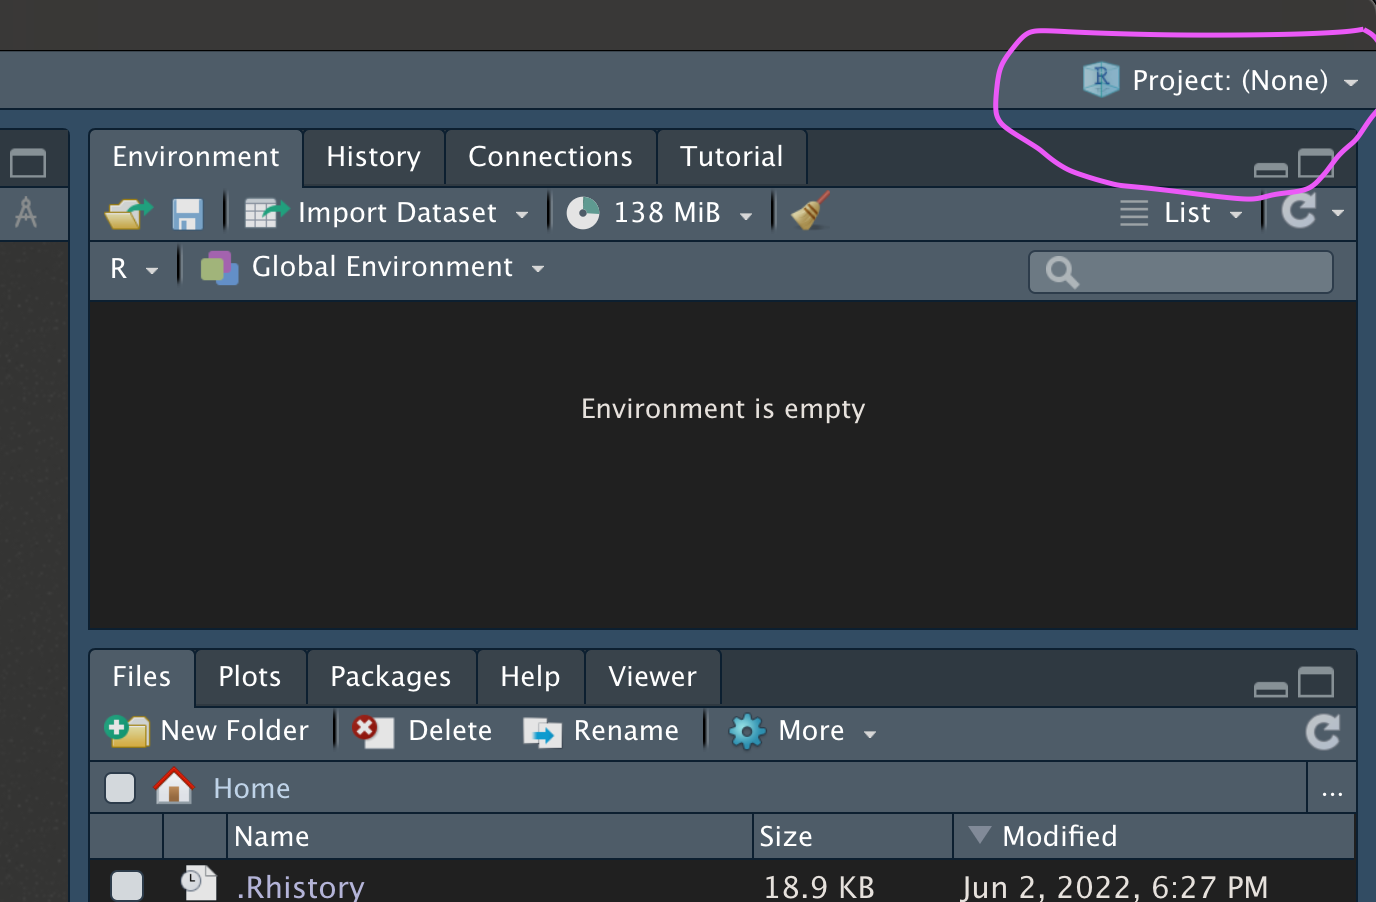 R Project: (None)
Environment History Connections Tutorial
Import Dataset 138 MiB List
R Global Environment
Environment is empty
Files Plots Packages Help Viewer
New Folder Delete Rename More
Home ...
Name Size Modified
.Rhistory 18.9 KB Jun 2, 2022, 6:27 PM